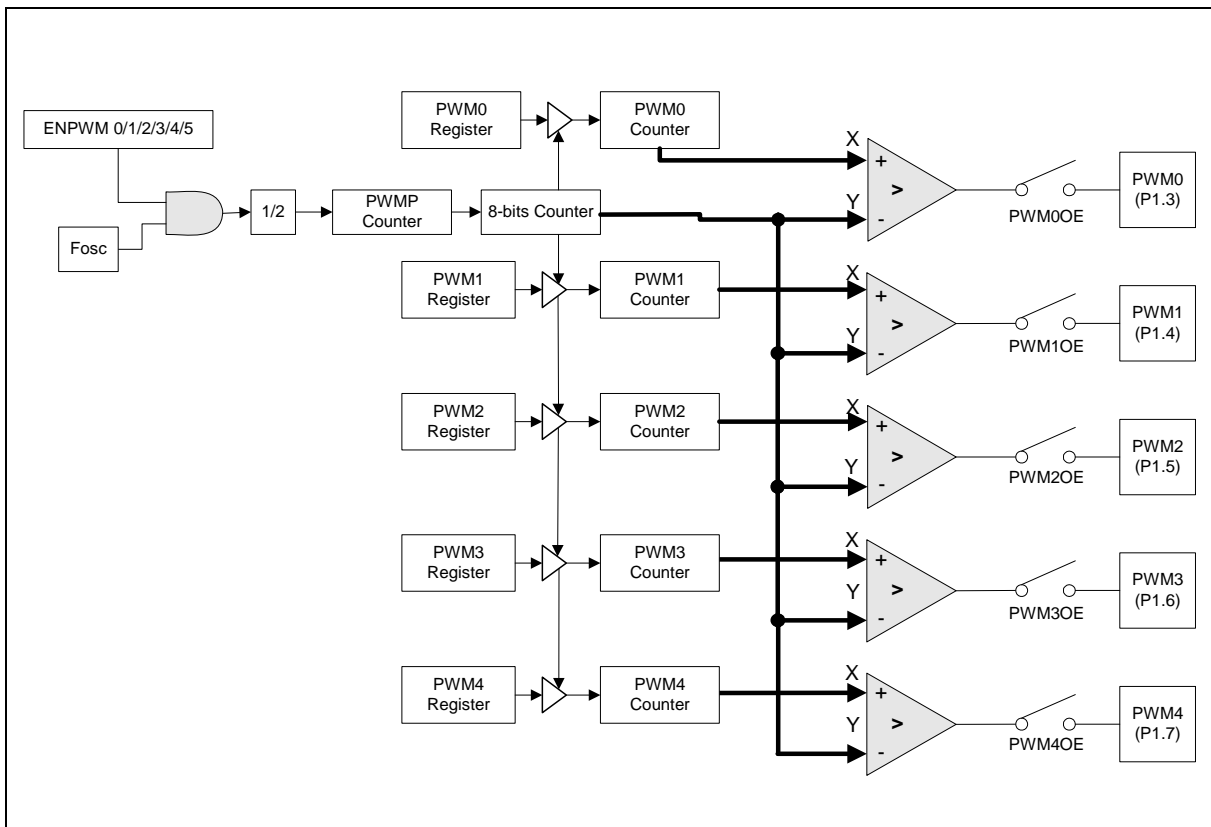 ENPWM 0/1/2/3/4/5
Fosc
1/2
PWMP
Counter
8-bits Counter
PWM0
Register
PWM0
Counter
X
+
>
Y
-
PWM0OE
PWM0
(P1.3)
PWM1
Register
PWM1
Counter
X
+
>
Y
-
PWM1OE
PWM1
(P1.4)
PWM2
Register
PWM2
Counter
X
+
>
Y
-
PWM2OE
PWM2
(P1.5)
PWM3
Register
PWM3
Counter
X
+
>
Y
-
PWM3OE
PWM3
(P1.6)
PWM4
Register
PWM4
Counter
X
+
>
Y
-
PWM4OE
PWM4
(P1.7)